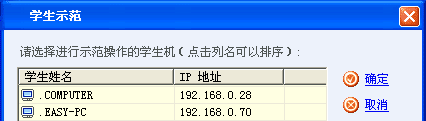 学生示范
请选择进行示范操作的学生机(点击列名可以排序):
学生姓名 IP 地址
.COMPUTER 192.168.0.28
.EASY-PC 192.168.0.70
确定
取消